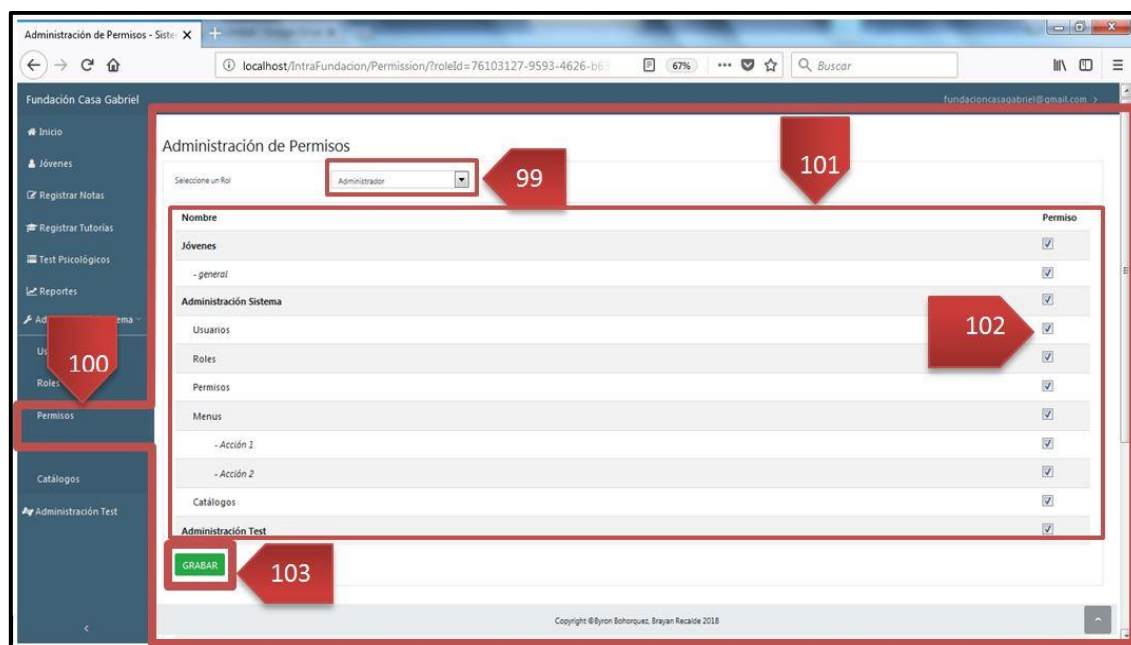 Administración de Permisos - Siste
localhost/IntraFundacion/Permission/?roleId=76103127-9593-4626-b63
67%
Buscar
Fundación Casa Gabriel
fundacioncasagabriel@gmail.com
Inicio
Jóvenes
Registrar Notas
Registrar Tutorías
Test Psicológicos
Reportes
Ad
ema
Us
Roles
Permisos
Catálogos
Administración Test
100
Administración de Permisos
Seleccione un Rol
Administrador
99
101
Nombre
Permiso
Jóvenes
- general
Administración Sistema
Usuarios
102
Roles
Permisos
Menus
- Acción 1
- Acción 2
Catálogos
Administración Test
GRABAR
103
Copyright ©Byron Bohorquez, Brayan Recalde 2018